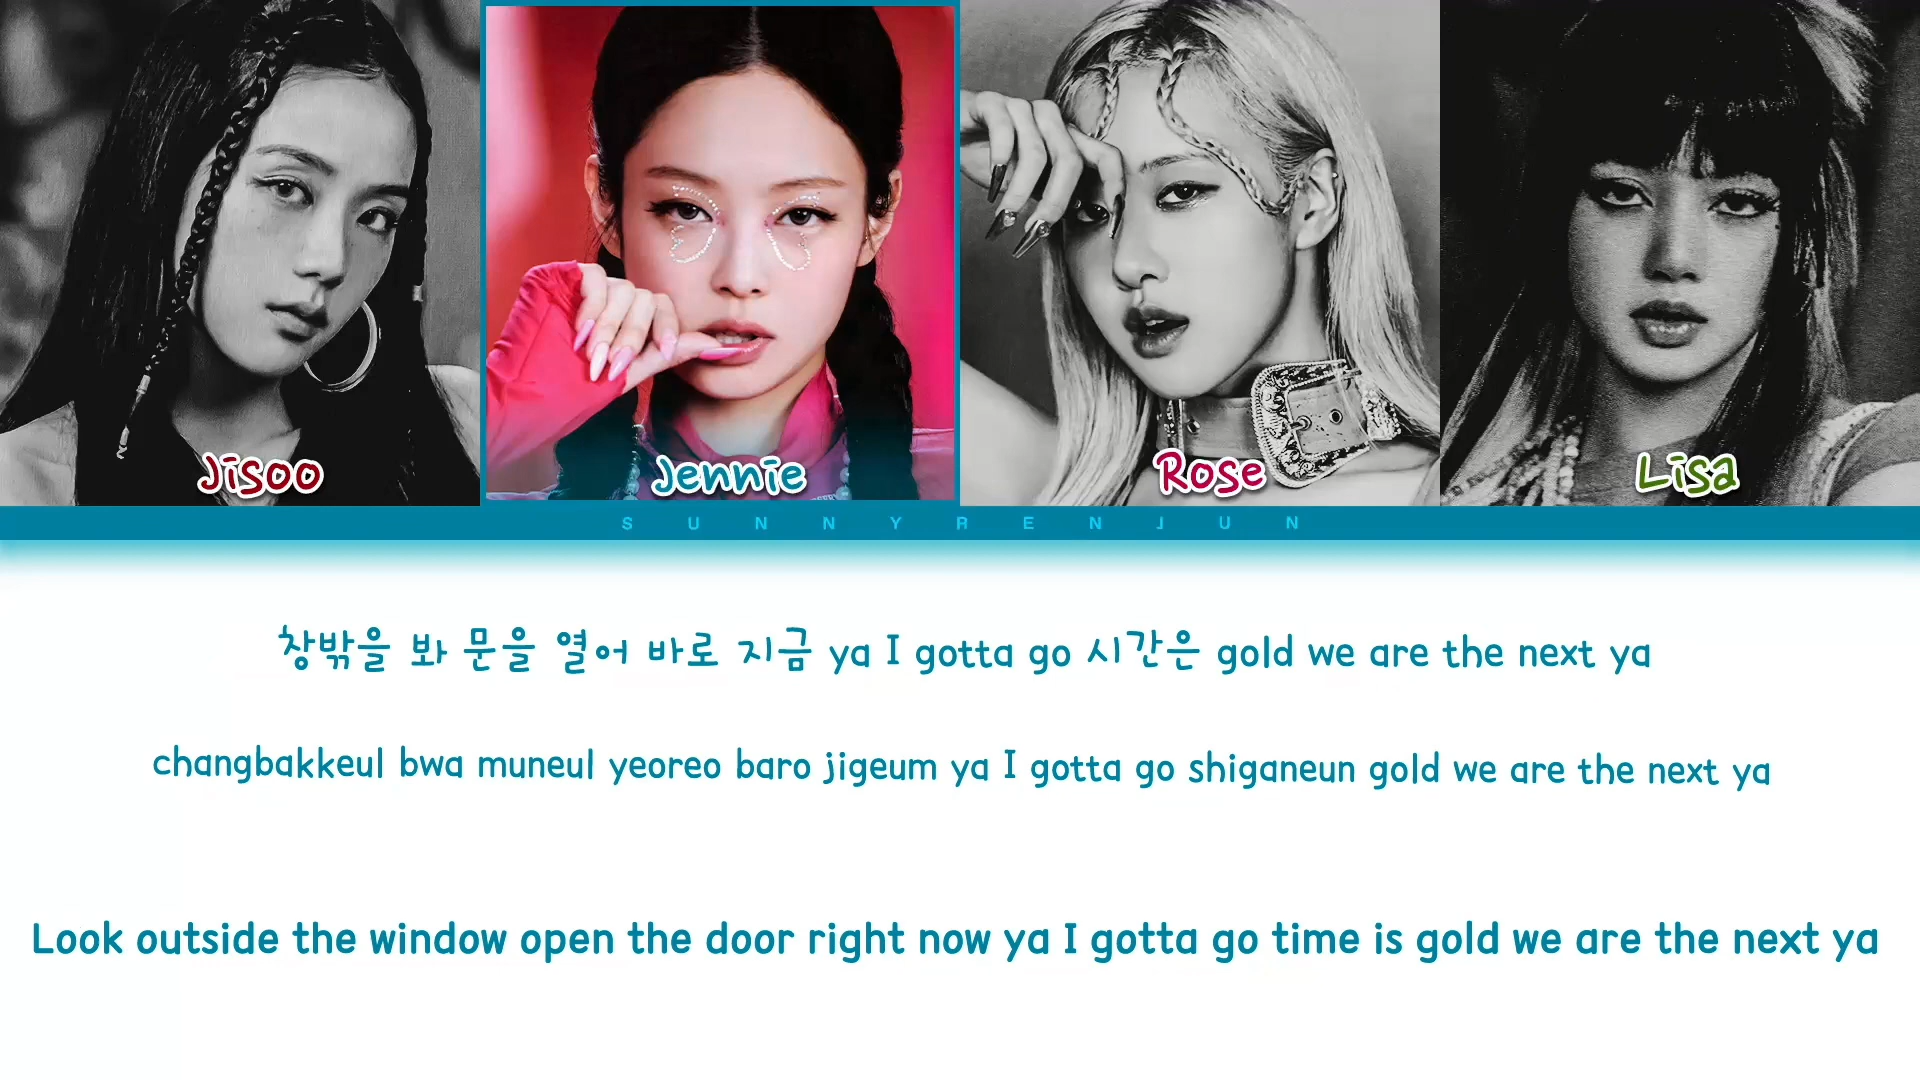 Jisoo
Jennie
Rose
Lisa
SUNNYRENJUN
창밖을 봐 문을 열어 바로 지금 ya I gotta go 시간은 gold we are the next ya
changbakkeul bwa muneul yeoreo baro jigeum ya I gotta go shiganeun gold we are the next ya
Look outside the window open the door right now ya I gotta go time is gold we are the next ya